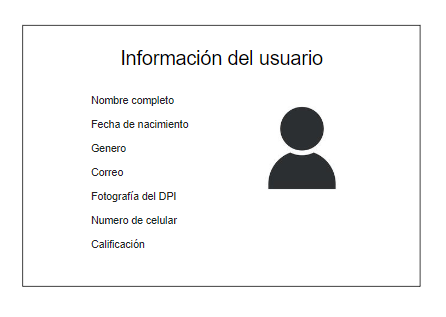 Información del usuario
Nombre completo
Fecha de nacimiento
Genero
Correo
Fotografía del DPI
Numero de celular
Calificación